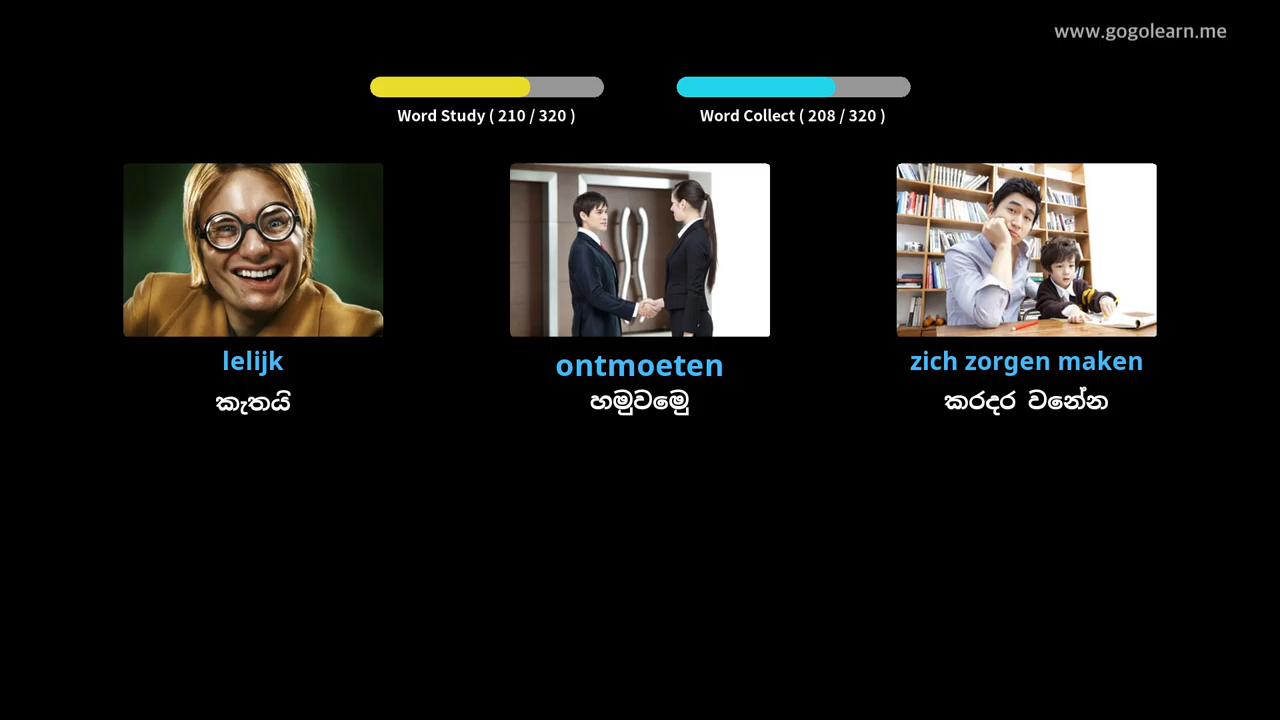 www.gogolearn.me
Word Study ( 210 / 320 )
Word Collect ( 208 / 320 )
lelijk
ontmoeten
zich zorgen maken
කැතයි
හමුවමෙු
කරදර වනේන